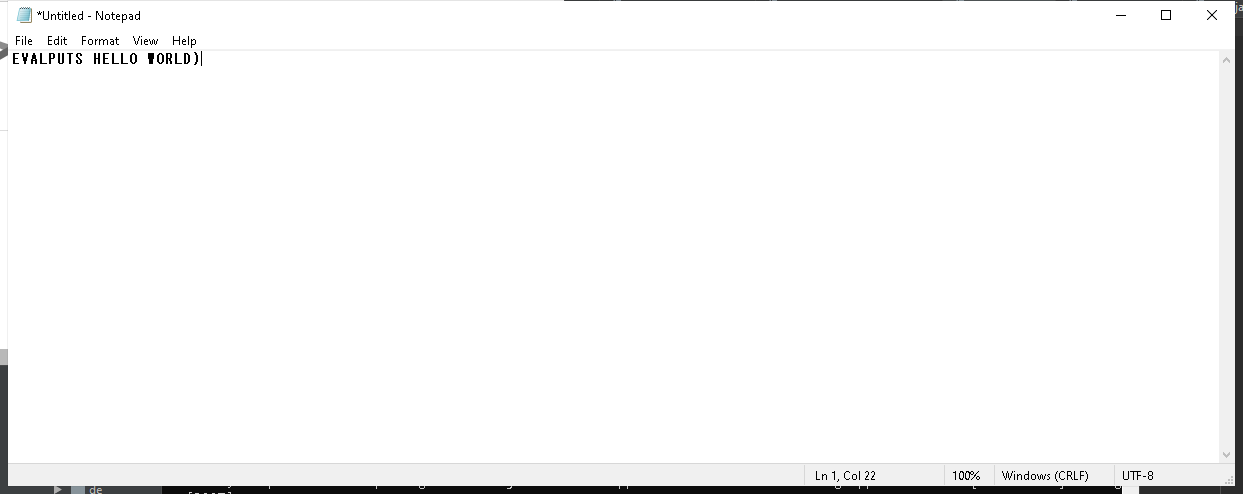 *Untitled - Notepad
File Edit Format View Help
EVALPUTS HELLO WORLD)
Ln 1, Col 22 100% Windows (CRLF) UTF-8
de